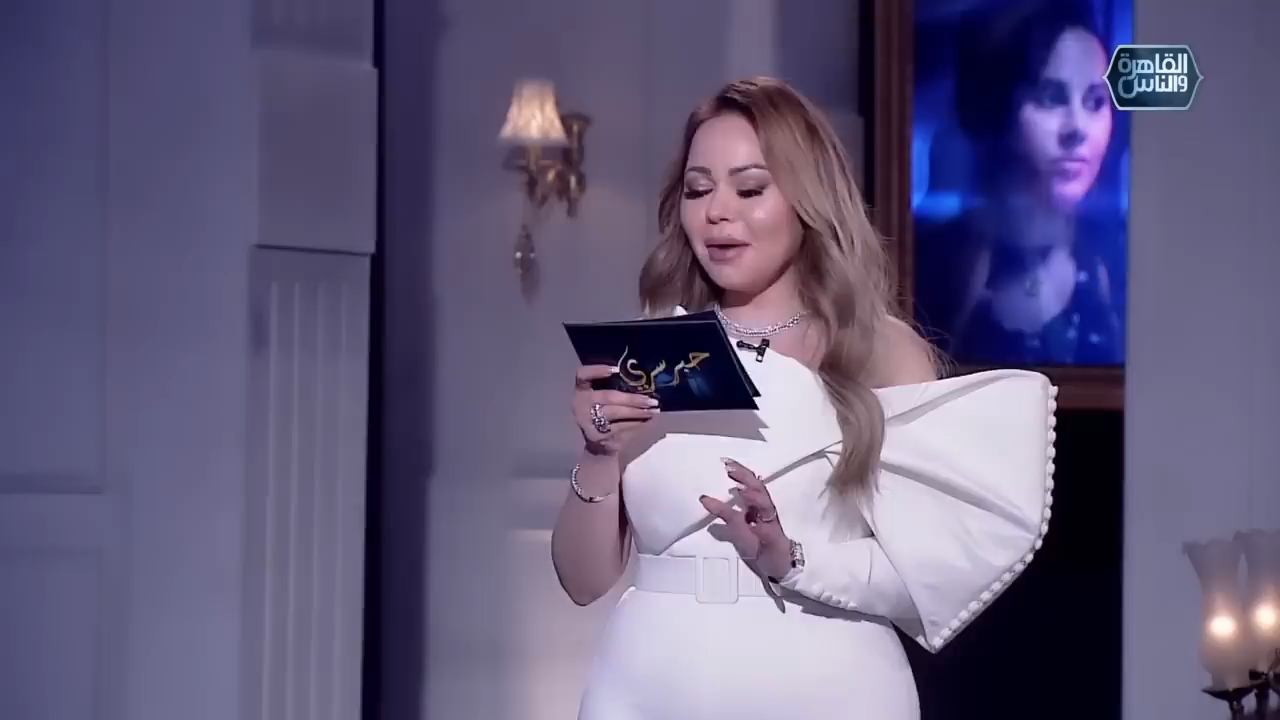 القاهرة
والناس
حبر سري